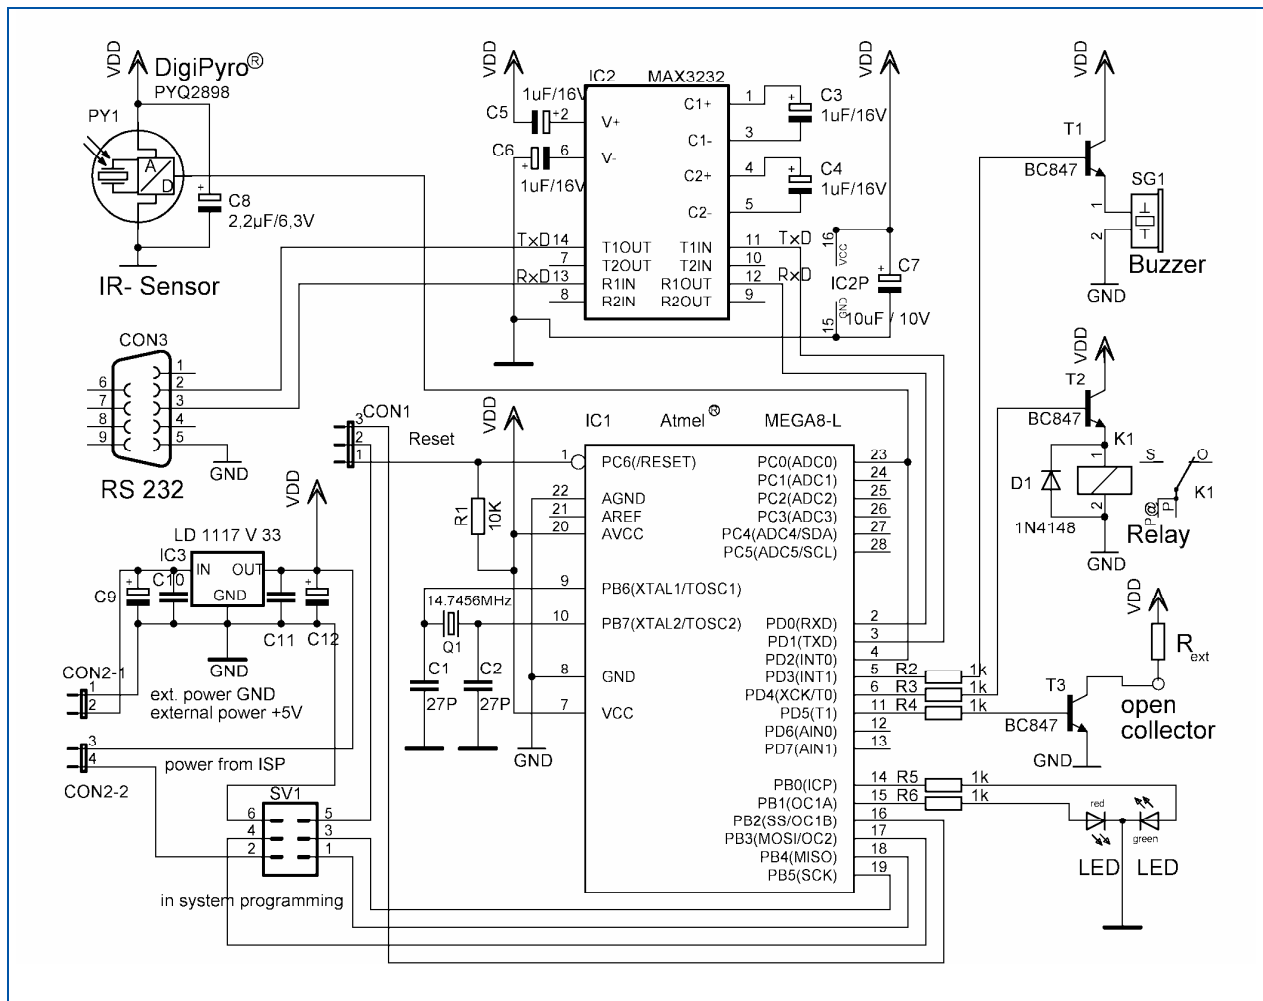 VDD
DigiPyro®
PYQ2898
PY1
A
D
+
C8
2,2µF/6,3V
IR- Sensor
VDD
1uF/16V
C5
+
2
C6
+
6
1uF/16V
IC2
MAX3232
V+
V-
C1+
C1-
C2+
C2-
1
3
4
5
+
C3
1uF/16V
+
C4
1uF/16V
TxD
14
7
RxD
13
8
T1OUT
T2OUT
R1IN
R2IN
T1IN
T2IN
R1OUT
R2OUT
11
TxD
10
12
RxD
9
VDD
16
VCC
IC2P
GND
15
+
C7
10uF / 10V
VDD
T1
BC847
SG1
1
2
Buzzer
GND
CON3
1
6
2
7
3
8
4
9
5
GND
RS 232
CON1
3
2
1
Reset
VDD
R1
10K
IC1
Atmel®
MEGA8-L
1
PC6(/RESET)
22
AGND
21
AREF
20
AVCC
9
PB6(XTAL1/TOSC1)
10
PB7(XTAL2/TOSC2)
8
GND
7
VCC
PC0(ADC0)
23
PC1(ADC1)
24
PC2(ADC2)
25
PC3(ADC3)
26
PC4(ADC4/SDA)
27
PC5(ADC5/SCL)
28
PD0(RXD)
2
PD1(TXD)
3
PD2(INT0)
4
PD3(INT1)
5
R2
1k
PD4(XCK/T0)
6
R3
1k
PD5(T1)
11
R4
1k
PD6(AIN0)
12
PD7(AIN1)
13
PB0(ICP)
14
R5
1k
PB1(OC1A)
15
R6
1k
PB2(SS/OC1B)
16
PB3(MOSI/OC2)
17
PB4(MISO)
18
PB5(SCK)
19
14.7456MHz
Q1
C1
27P
C2
27P
GND
VDD
T2
BC847
K1
1
2
D1
1N4148
S
O
K1
P
P@
Relay
GND
VDD
LD 1117 V 33
IC3
IN
OUT
GND
+
C9
C10
C11
+
C12
GND
CON2-1
1
2
ext. power GND
external power +5V
3
4
CON2-2
power from ISP
SV1
6
5
4
3
2
1
in system programming
VDD
Rext
T3
BC847
open
collector
GND
red
green
LED
LED